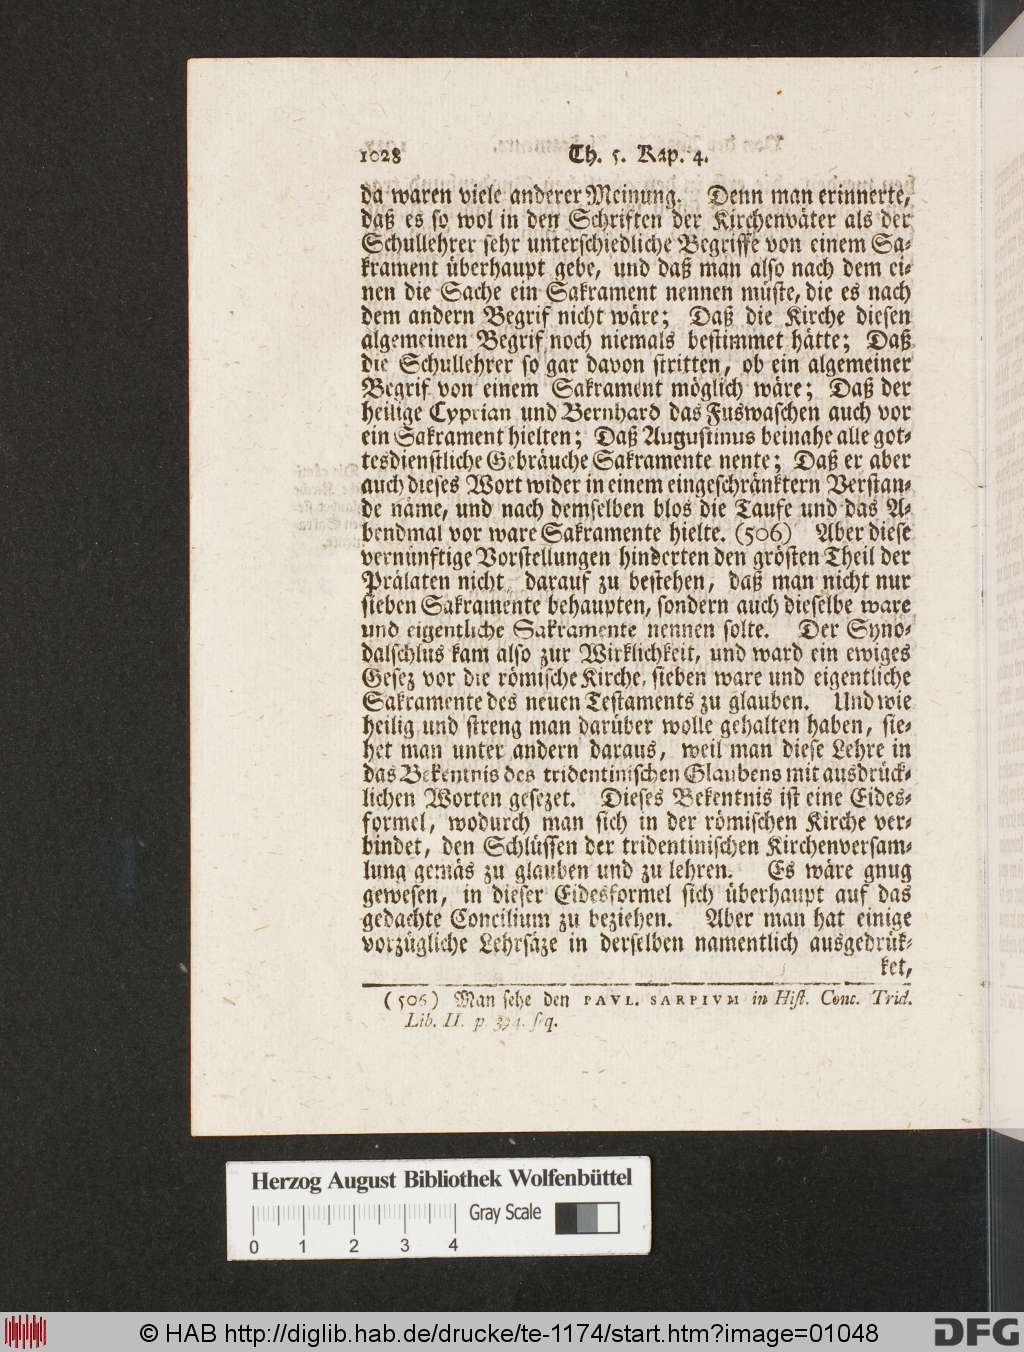 1028 Th. 5. Kap. 4.
da waren viele anderer Meinung. Denn man erinnerte,
daß es so wol in den Schriften der Kirchenväter als der
Schullehrer sehr unterschiedliche Begriffe von einem Sa-
krament überhaupt gebe, und daß man also nach dem ei-
nen die Sache ein Sakrament nennen müste, die es nach
dem andern Begrif nicht wäre; Daß die Kirche diesen
algemeinen Begrif noch niemals bestimmet hätte; Daß
die Schullehrer so gar davon stritten, ob ein algemeiner
Begrif von einem Sakrament möglich wäre; Daß der
heilige Cyprian und Bernhard das Fuswaschen auch vor
ein Sakrament hielten; Daß Augustinus beinahe alle got-
tesdienstliche Gebräuche Sakramente nente; Daß er aber
auch dieses Wort wider in einem eingeschränktern Verstan-
de näme, und nach demselben blos die Taufe und das A-
bendmal vor ware Sakramente hielte. (506) Aber diese
vernünftige Vorstellungen hinderten den grösten Theil der
Prälaten nicht, darauf zu bestehen, daß man nicht nur
sieben Sakramente behaupten, sondern auch dieselbe ware
und eigentliche Sakramente nennen solte. Der Syno-
dalschlus kam also zur Wirklichkeit, und ward ein ewiges
Gesez vor die römische Kirche, sieben ware und eigentliche
Sakramente des neuen Testaments zu glauben. Und wie
heilig und streng man darüber wolle gehalten haben, sie-
het man unter andern daraus, weil man diese Lehre in
das Bekentnis des tridentinischen Glaubens mit ausdrück-
lichen Worten gesezet. Dieses Bekentnis ist eine Eides-
formel, wodurch man sich in der römischen Kirche ver-
bindet, den Schlüssen der tridentinischen Kirchenversam-
lung gemäs zu glauben und zu lehren. Es wäre gnug
gewesen, in dieser Eidesformel sich überhaupt auf das
gedachte Concilium zu beziehen. Aber man hat einige
vorzügliche Lehrsäze in derselben namentlich ausgedrük-
ket,
(506) Man sehe den PAVL. SARPIVM in Hist. Conc. Trid.
Lib. II. p. 394. sq.
Herzog August Bibliothek Wolfenbüttel
Gray Scale
0 1 2 3 4
© HAB http://diglib.hab.de/drucke/te-1174/start.htm?image=01048
DFG